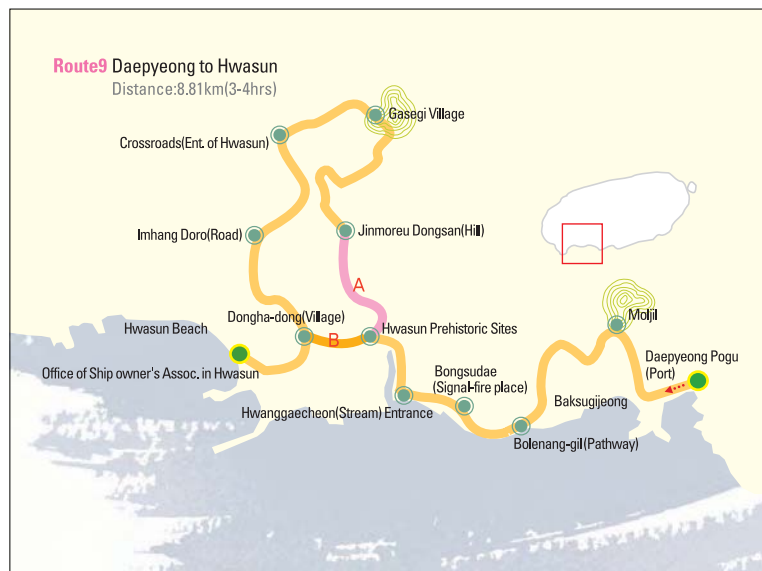 Route9 Daepyeong to Hwasun
Distance:8.81km(3-4hrs)
Gasegi Village
Crossroads(Ent. of Hwasun)
Imhang Doro(Road)
Jinmoreu Dongsan(Hill)
A
Dongha-dong(Village)
Hwasun Beach
B
Hwasun Prehistoric Sites
Moljil
Office of Ship owner's Assoc. in Hwasun
Daepyeong Pogu
(Port)
Bongsudae
(Signal-fire place)
Baksugijeong
Hwanggaecheon(Stream) Entrance
Bolenang-gil(Pathway)